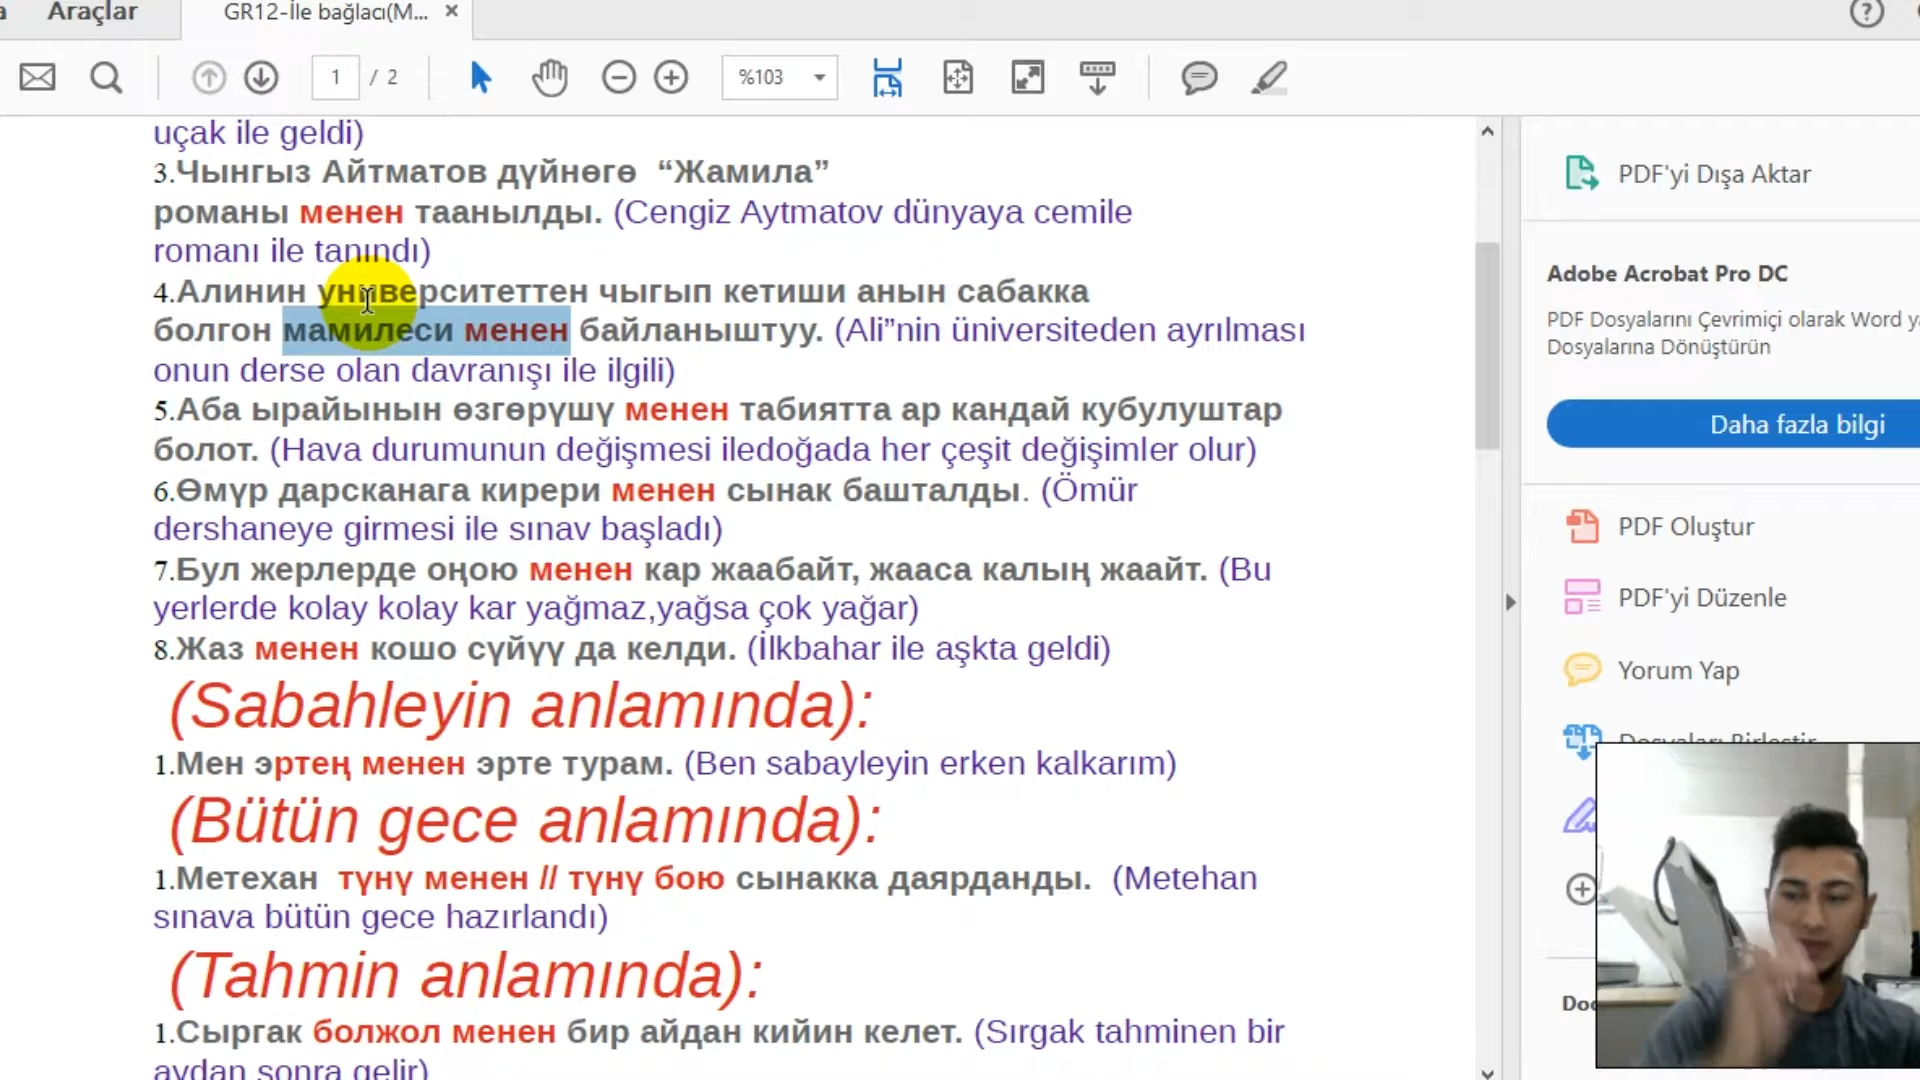 a
Araçlar
GR12-İle bağlacı(M...
1 / 2
%103
uçak ile geldi)
3.Чынгыз Айтматов дүйнөгө “Жамила”
романы менен таанылды. (Cengiz Aytmatov dünyaya cemile
romanı ile tanındı)
4.Алинин университеттен чыгып кетиши анын сабакка
болгон мамилеси менен байланыштуу. (Ali”nin üniversiteden ayrılması
onun derse olan davranışı ile ilgili)
5.Аба ырайынын өзгөрүшү менен табиятта ар кандай кубулуштар
болот. (Hava durumunun değişmesi iledoğada her çeşit değişimler olur)
6.Өмүр дарсканага кирери менен сынак башталды. (Ömür
dershaneye girmesi ile sınav başladı)
7.Бул жерлерде оңою менен кар жаабайт, жааса калың жаайт. (Bu
yerlerde kolay kolay kar yağmaz,yağsa çok yağar)
8.Жаз менен кошо сүйүү да келди. (İlkbahar ile aşkta geldi)
(Sabahleyin anlamında):
1.Мен эртең менен эрте турам. (Ben sabayleyin erken kalkarım)
(Bütün gece anlamında):
1.Метехан түнү менен // түнү бою сынакка даярданды. (Metehan
sınava bütün gece hazırlandı)
(Tahmin anlamında):
1.Сыргак болжол менен бир айдан кийин келет. (Sırgak tahminen bir
aydan sonra gelir)
PDF'yi Dışa Aktar
Adobe Acrobat Pro DC
PDF Dosyalarını Çevrimiçi olarak Word ya
Dosyalarına Dönüştürün
Daha fazla bilgi
PDF Oluştur
PDF'yi Düzenle
Yorum Yap
Dosyaları Birleştir
Doc